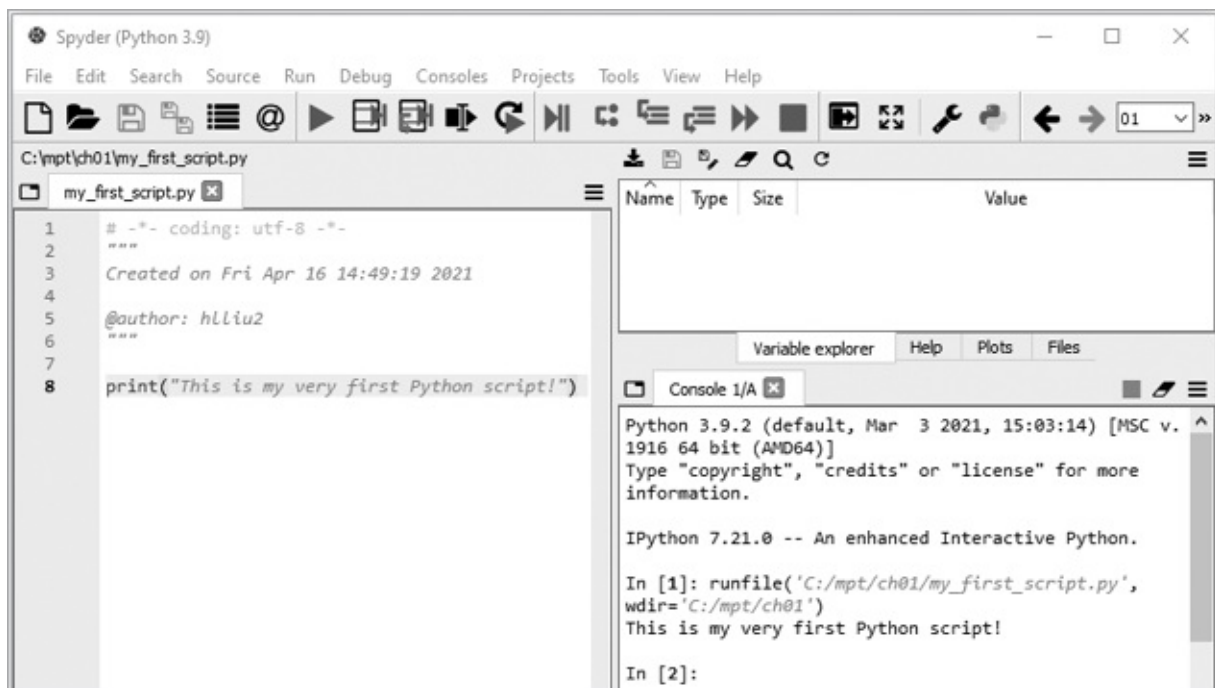 Spyder (Python 3.9)
File Edit Search Source Run Debug Consoles Projects Tools View Help
01
C:\mpt\ch01\my_first_script.py
my_first_script.py
1 # -*- coding: utf-8 -*-
2 """
3 Created on Fri Apr 16 14:49:19 2021
4
5 @author: hlliu2
6 """
7
8 print("This is my very first Python script!")
Name Type Size Value
Variable explorer Help Plots Files
Console 1/A
Python 3.9.2 (default, Mar  3 2021, 15:03:14) [MSC v.
1916 64 bit (AMD64)]
Type "copyright", "credits" or "license" for more
information.
IPython 7.21.0 -- An enhanced Interactive Python.
In [1]: runfile('C:/mpt/ch01/my_first_script.py',
wdir='C:/mpt/ch01')
This is my very first Python script!
In [2]: